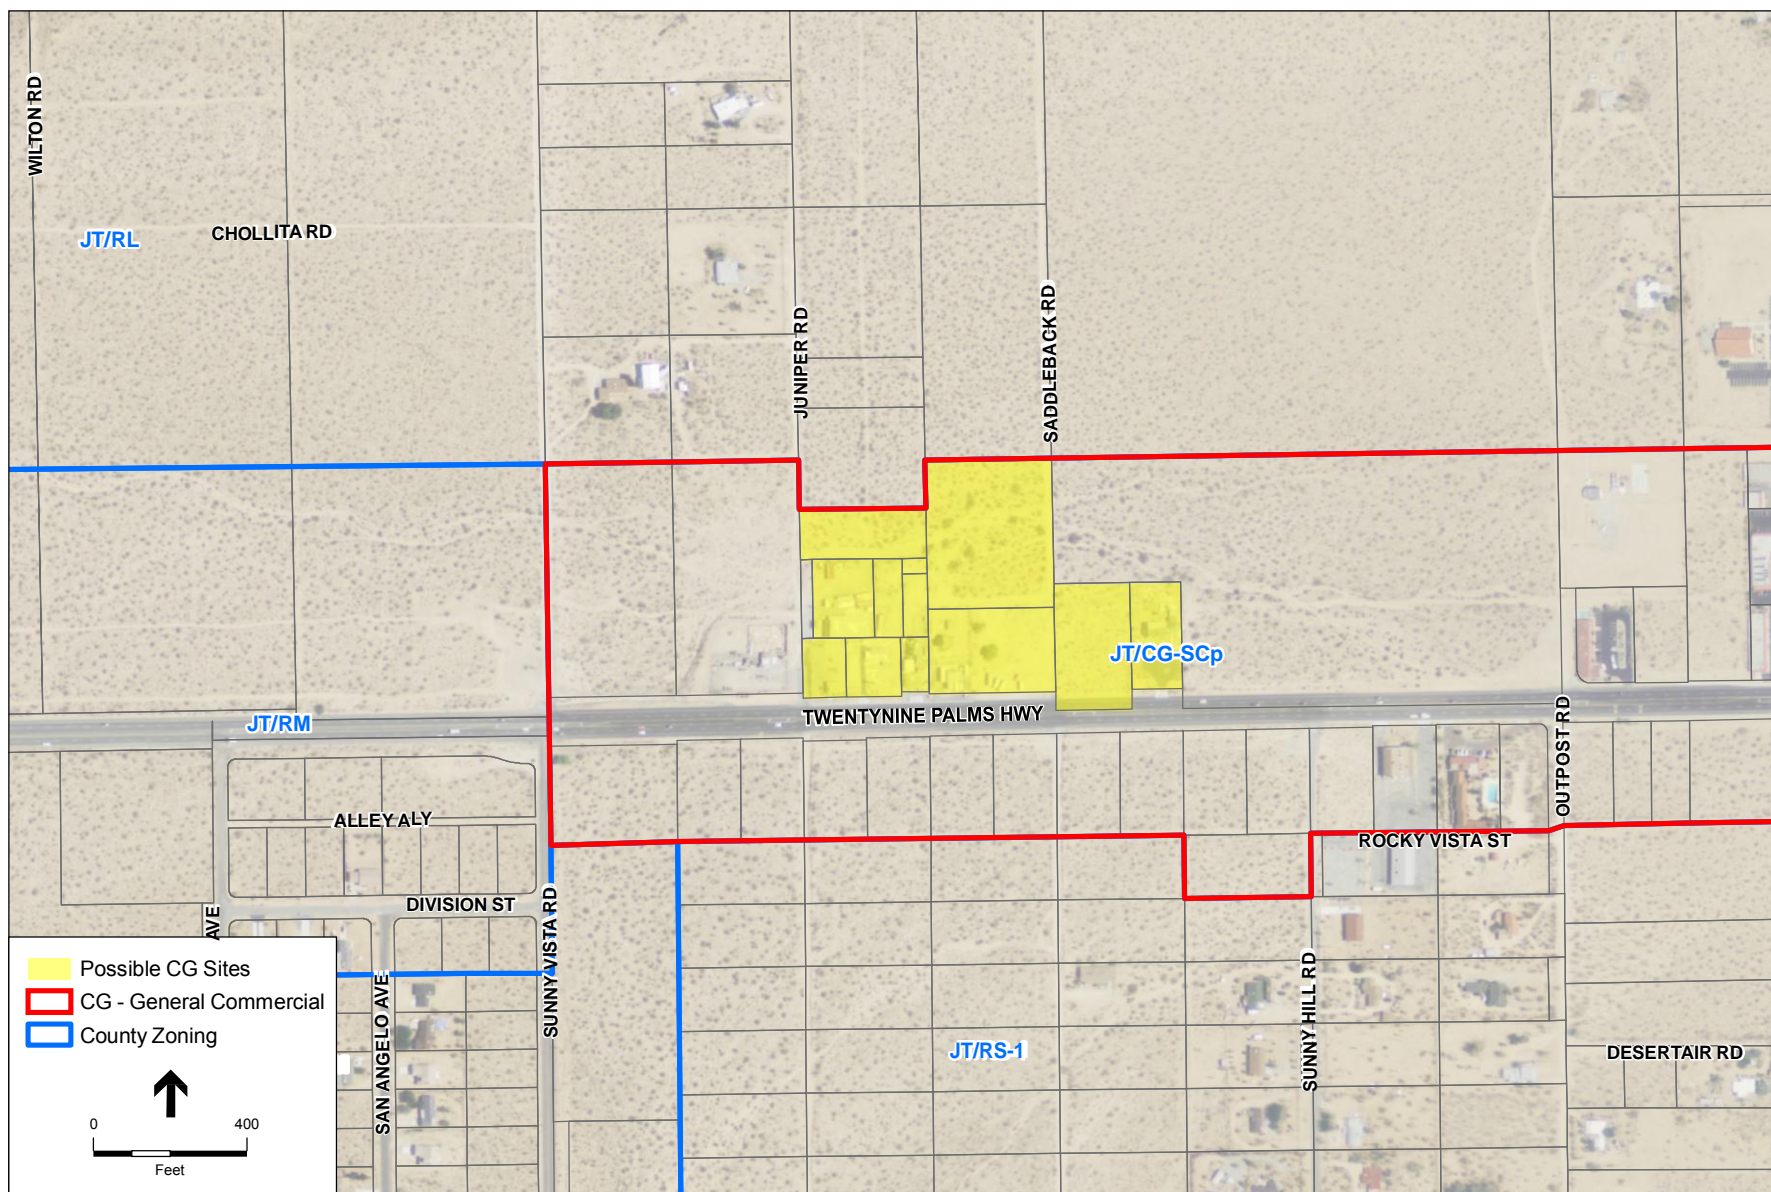 WILTON RD
JT/RL
CHOLLITA RD
JUNIPER RD
SADDLEBACK RD
JT/CG-SCp
JT/RM
TWENTYNINE PALMS HWY
OUTPOST RD
ALLEY ALY
ROCKY VISTA ST
DIVISION ST
AVE
SUNNY VISTA RD
SAN ANGELO AVE
SUNNY HILL RD
JT/RS-1
DESERTAIR RD
Possible CG Sites
CG - General Commercial
County Zoning
0 400
Feet